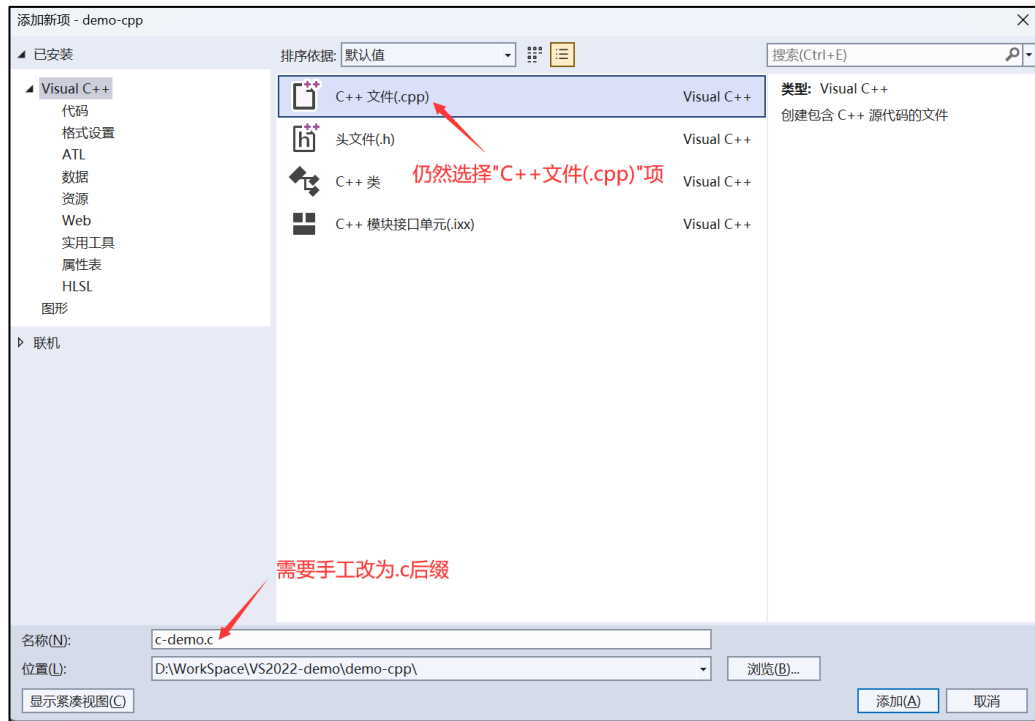 添加新项 - demo-cpp
已安装
排序依据: 默认值
搜索(Ctrl+E)
Visual C++
代码
格式设置
ATL
数据
资源
Web
实用工具
属性表
HLSL
图形
联机
C++ 文件(.cpp) Visual C++
头文件(.h) Visual C++
C++ 类 Visual C++
C++ 模块接口单元(.ixx) Visual C++
仍然选择"C++文件(.cpp)"项
类型: Visual C++
创建包含 C++ 源代码的文件
需要手工改为.c后缀
名称(N): c-demo.c
位置(L): D:\WorkSpace\VS2022-demo\demo-cpp\ 浏览(B)...
显示紧凑视图(C) 添加(A) 取消